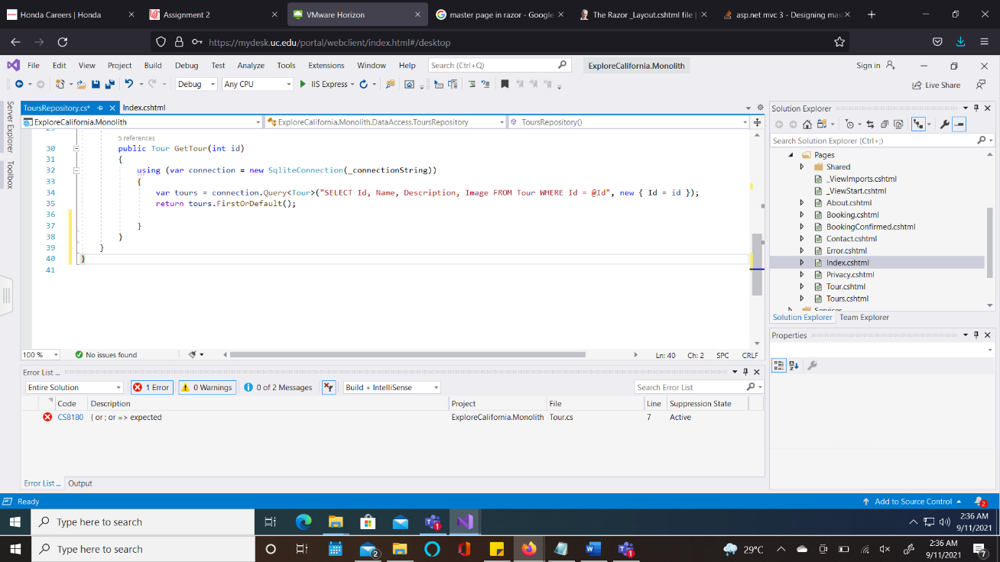 Honda Careers | Honda
Assignment 2
VMware Horizon
master page in razor - Google
The Razor _Layout.cshtml file |
asp.net mvc 3 - Designing mas
https://mydesk.uc.edu/portal/webclient/index.html#/desktop
File Edit View Project Build Debug Test Analyze Tools Extensions Window Help
Search (Ctrl+Q)
ExploreCalifornia.Monolith
Sign in
Debug
Any CPU
IIS Express
Live Share
Server Explorer
Toolbox
ToursRepository.cs*
Index.cshtml
ExploreCalifornia.Monolith
ExploreCalifornia.Monolith.DataAccess.ToursRepository
ToursRepository()
5 references
30 public Tour GetTour(int id)
31 {
32 using (var connection = new SqliteConnection(_connectionString))
33 {
34 var tours = connection.Query<Tour>("SELECT Id, Name, Description, Image FROM Tour WHERE Id = @Id", new { Id = id });
35 return tours.FirstOrDefault();
36
37 }
38 }
39 }
40 }
41
100 %
No issues found
Ln: 40 Ch: 2 SPC CRLF
Solution Explorer
Search Solution Explorer (Ctrl+;)
Pages
Shared
_ViewImports.cshtml
_ViewStart.cshtml
About.cshtml
Booking.cshtml
BookingConfirmed.cshtml
Contact.cshtml
Error.cshtml
Index.cshtml
Privacy.cshtml
Tour.cshtml
Tours.cshtml
Solution Explorer Team Explorer
Properties
Error List ...
Entire Solution
1 Error
0 Warnings
0 of 2 Messages
Build + IntelliSense
Search Error List
Code Description Project File Line Suppression State
CS8180 { or ; or => expected ExploreCalifornia.Monolith Tour.cs 7 Active
Error List ... Output
Ready
Add to Source Control
2
Type here to search
1
2:36 AM
9/11/2021
Type here to search
2
1
29°C
2:36 AM
9/11/2021
7